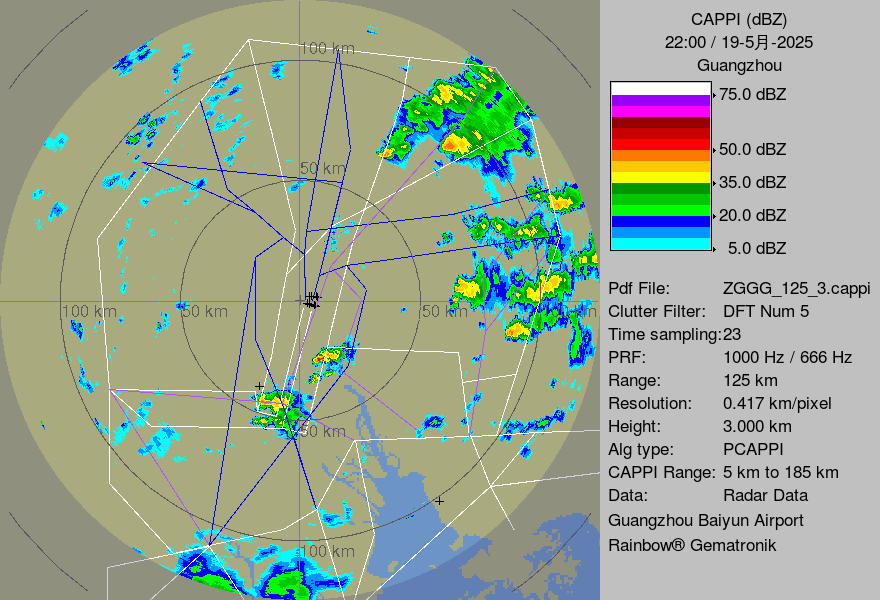 CAPPI (dBZ)
22:00 / 19-5月-2025
Guangzhou
75.0 dBZ
50.0 dBZ
35.0 dBZ
20.0 dBZ
5.0 dBZ
Pdf File: ZGGG_125_3.cappi
Clutter Filter: DFT Num 5
Time sampling:23
PRF: 1000 Hz / 666 Hz
Range: 125 km
Resolution: 0.417 km/pixel
Height: 3.000 km
Alg type: PCAPPI
CAPPI Range: 5 km to 185 km
Data: Radar Data
Guangzhou Baiyun Airport
Rainbow® Gematronik
100 km
50 km
100 km
50 km
50 km
50 km
100 km